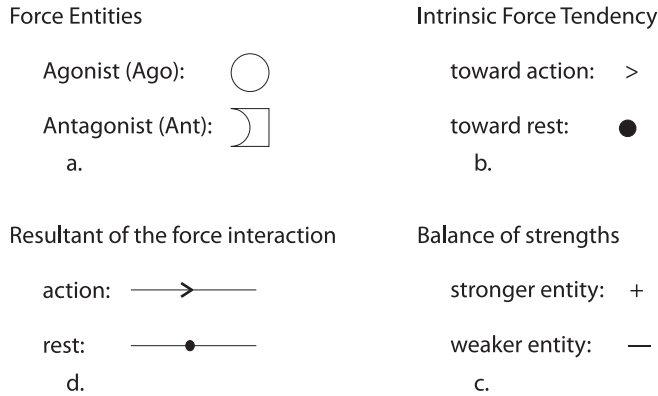 Force Entities
Agonist (Ago):
Antagonist (Ant):
a.
Intrinsic Force Tendency
toward action: >
toward rest:
b.
Resultant of the force interaction
action:
rest:
d.
Balance of strengths
stronger entity: +
weaker entity: —
c.